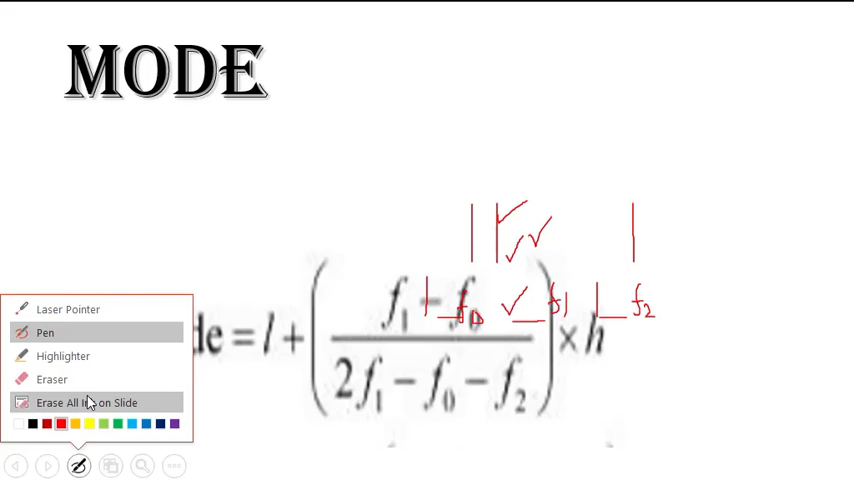 MODE
f₁ - f₀
de = l + ( ) × h
2f₁ - f₀ - f₂
f₀ f₁ f₂
Laser Pointer
Pen
Highlighter
Eraser
Erase All Ink on Slide